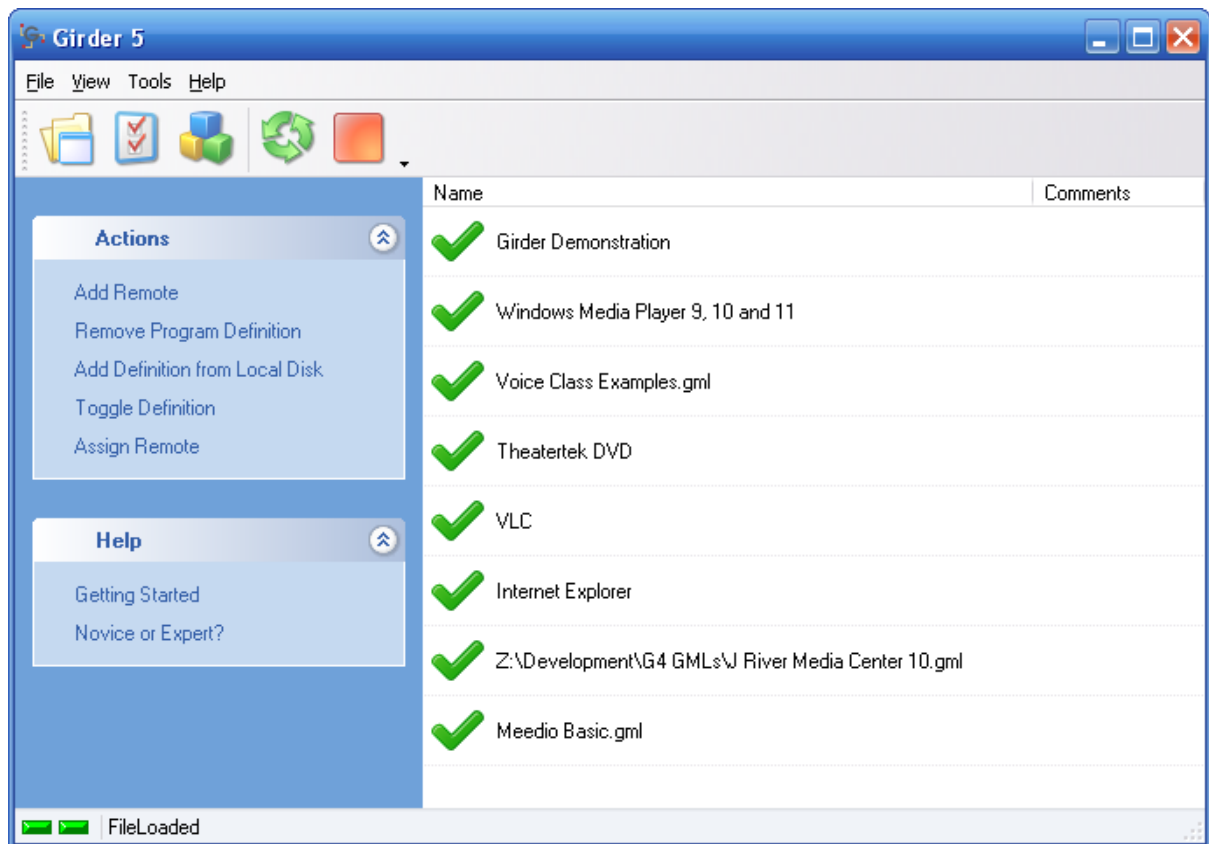 Girder 5
File View Tools Help
Name Comments
Actions
Add Remote
Remove Program Definition
Add Definition from Local Disk
Toggle Definition
Assign Remote
Help
Getting Started
Novice or Expert?
Girder Demonstration
Windows Media Player 9, 10 and 11
Voice Class Examples.gml
Theatertek DVD
VLC
Internet Explorer
Z:\Development\G4 GMLs\J River Media Center 10.gml
Meedio Basic.gml
FileLoaded